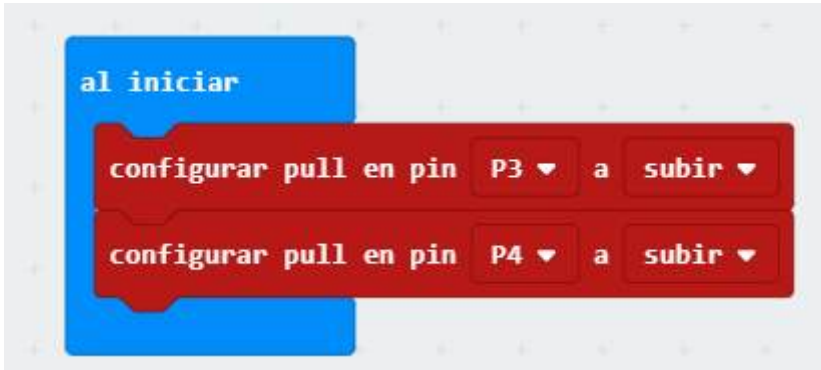 al iniciar
configurar pull en pin P3 a subir
configurar pull en pin P4 a subir